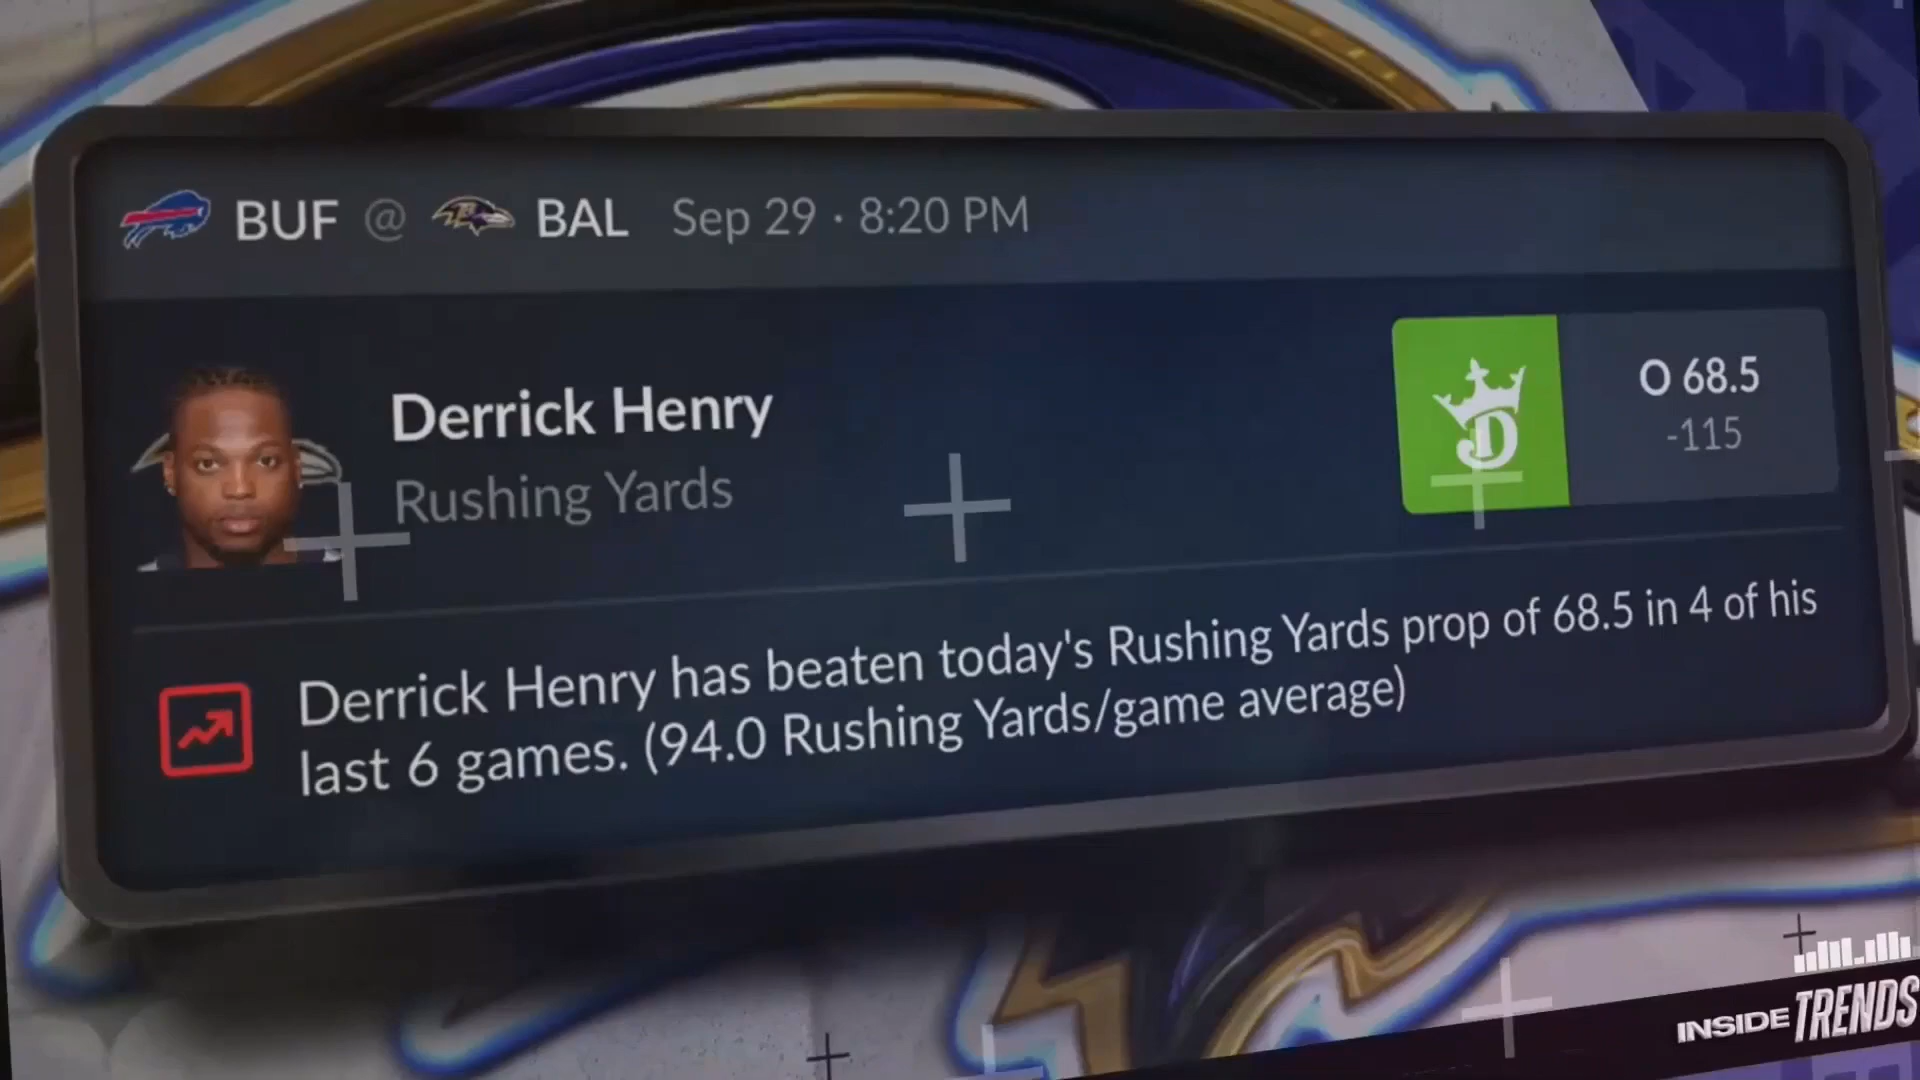 BUF @ BAL Sep 29 · 8:20 PM
Derrick Henry
Rushing Yards
D
O 68.5
-115
Derrick Henry has beaten today's Rushing Yards prop of 68.5 in 4 of his
last 6 games. (94.0 Rushing Yards/game average)
INSIDE TRENDS